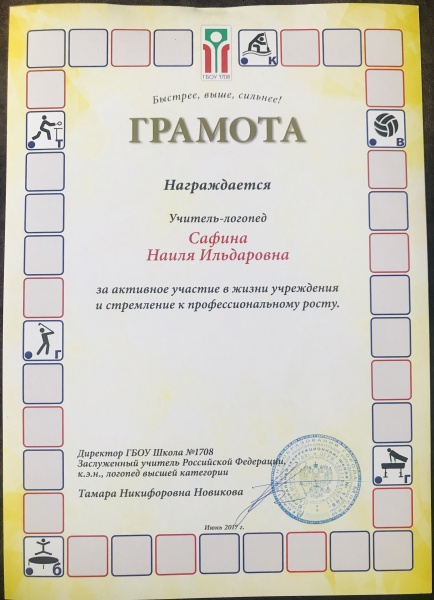 ГБОУ 1708
К
Быстрее, выше, сильнее!
ГРАМОТА
Т
В
Награждается
Учитель-логопед
Сафина
Наиля Ильдаровна
за активное участие в жизни учреждения
и стремление к профессиональному росту.
Г
Директор ГБОУ Школа №1708
Заслуженный учитель Российской Федерации,
к.э.н., логопед высшей категории
Г
Тамара Никифоровна Новикова
Июнь 2017 г.
б